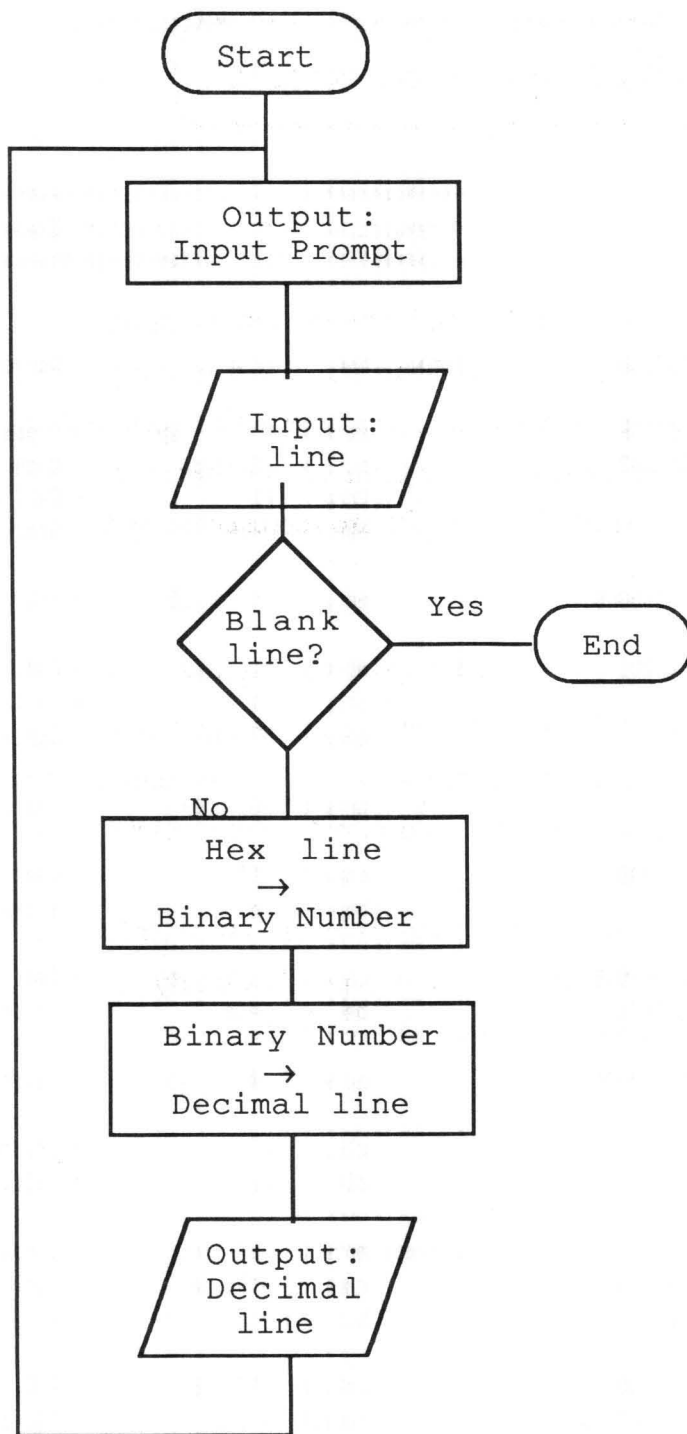 Start
Output:
Input Prompt
Input:
line
Blank
line?
Yes
End
No
Hex line
→
Binary Number
Binary Number
→
Decimal line
Output:
Decimal
line